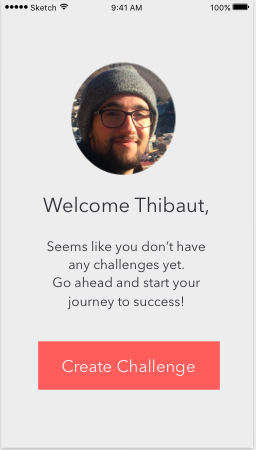 Sketch 9:41 AM 100%
Welcome Thibaut,
Seems like you don't have
any challenges yet.
Go ahead and start your
journey to success!
Create Challenge